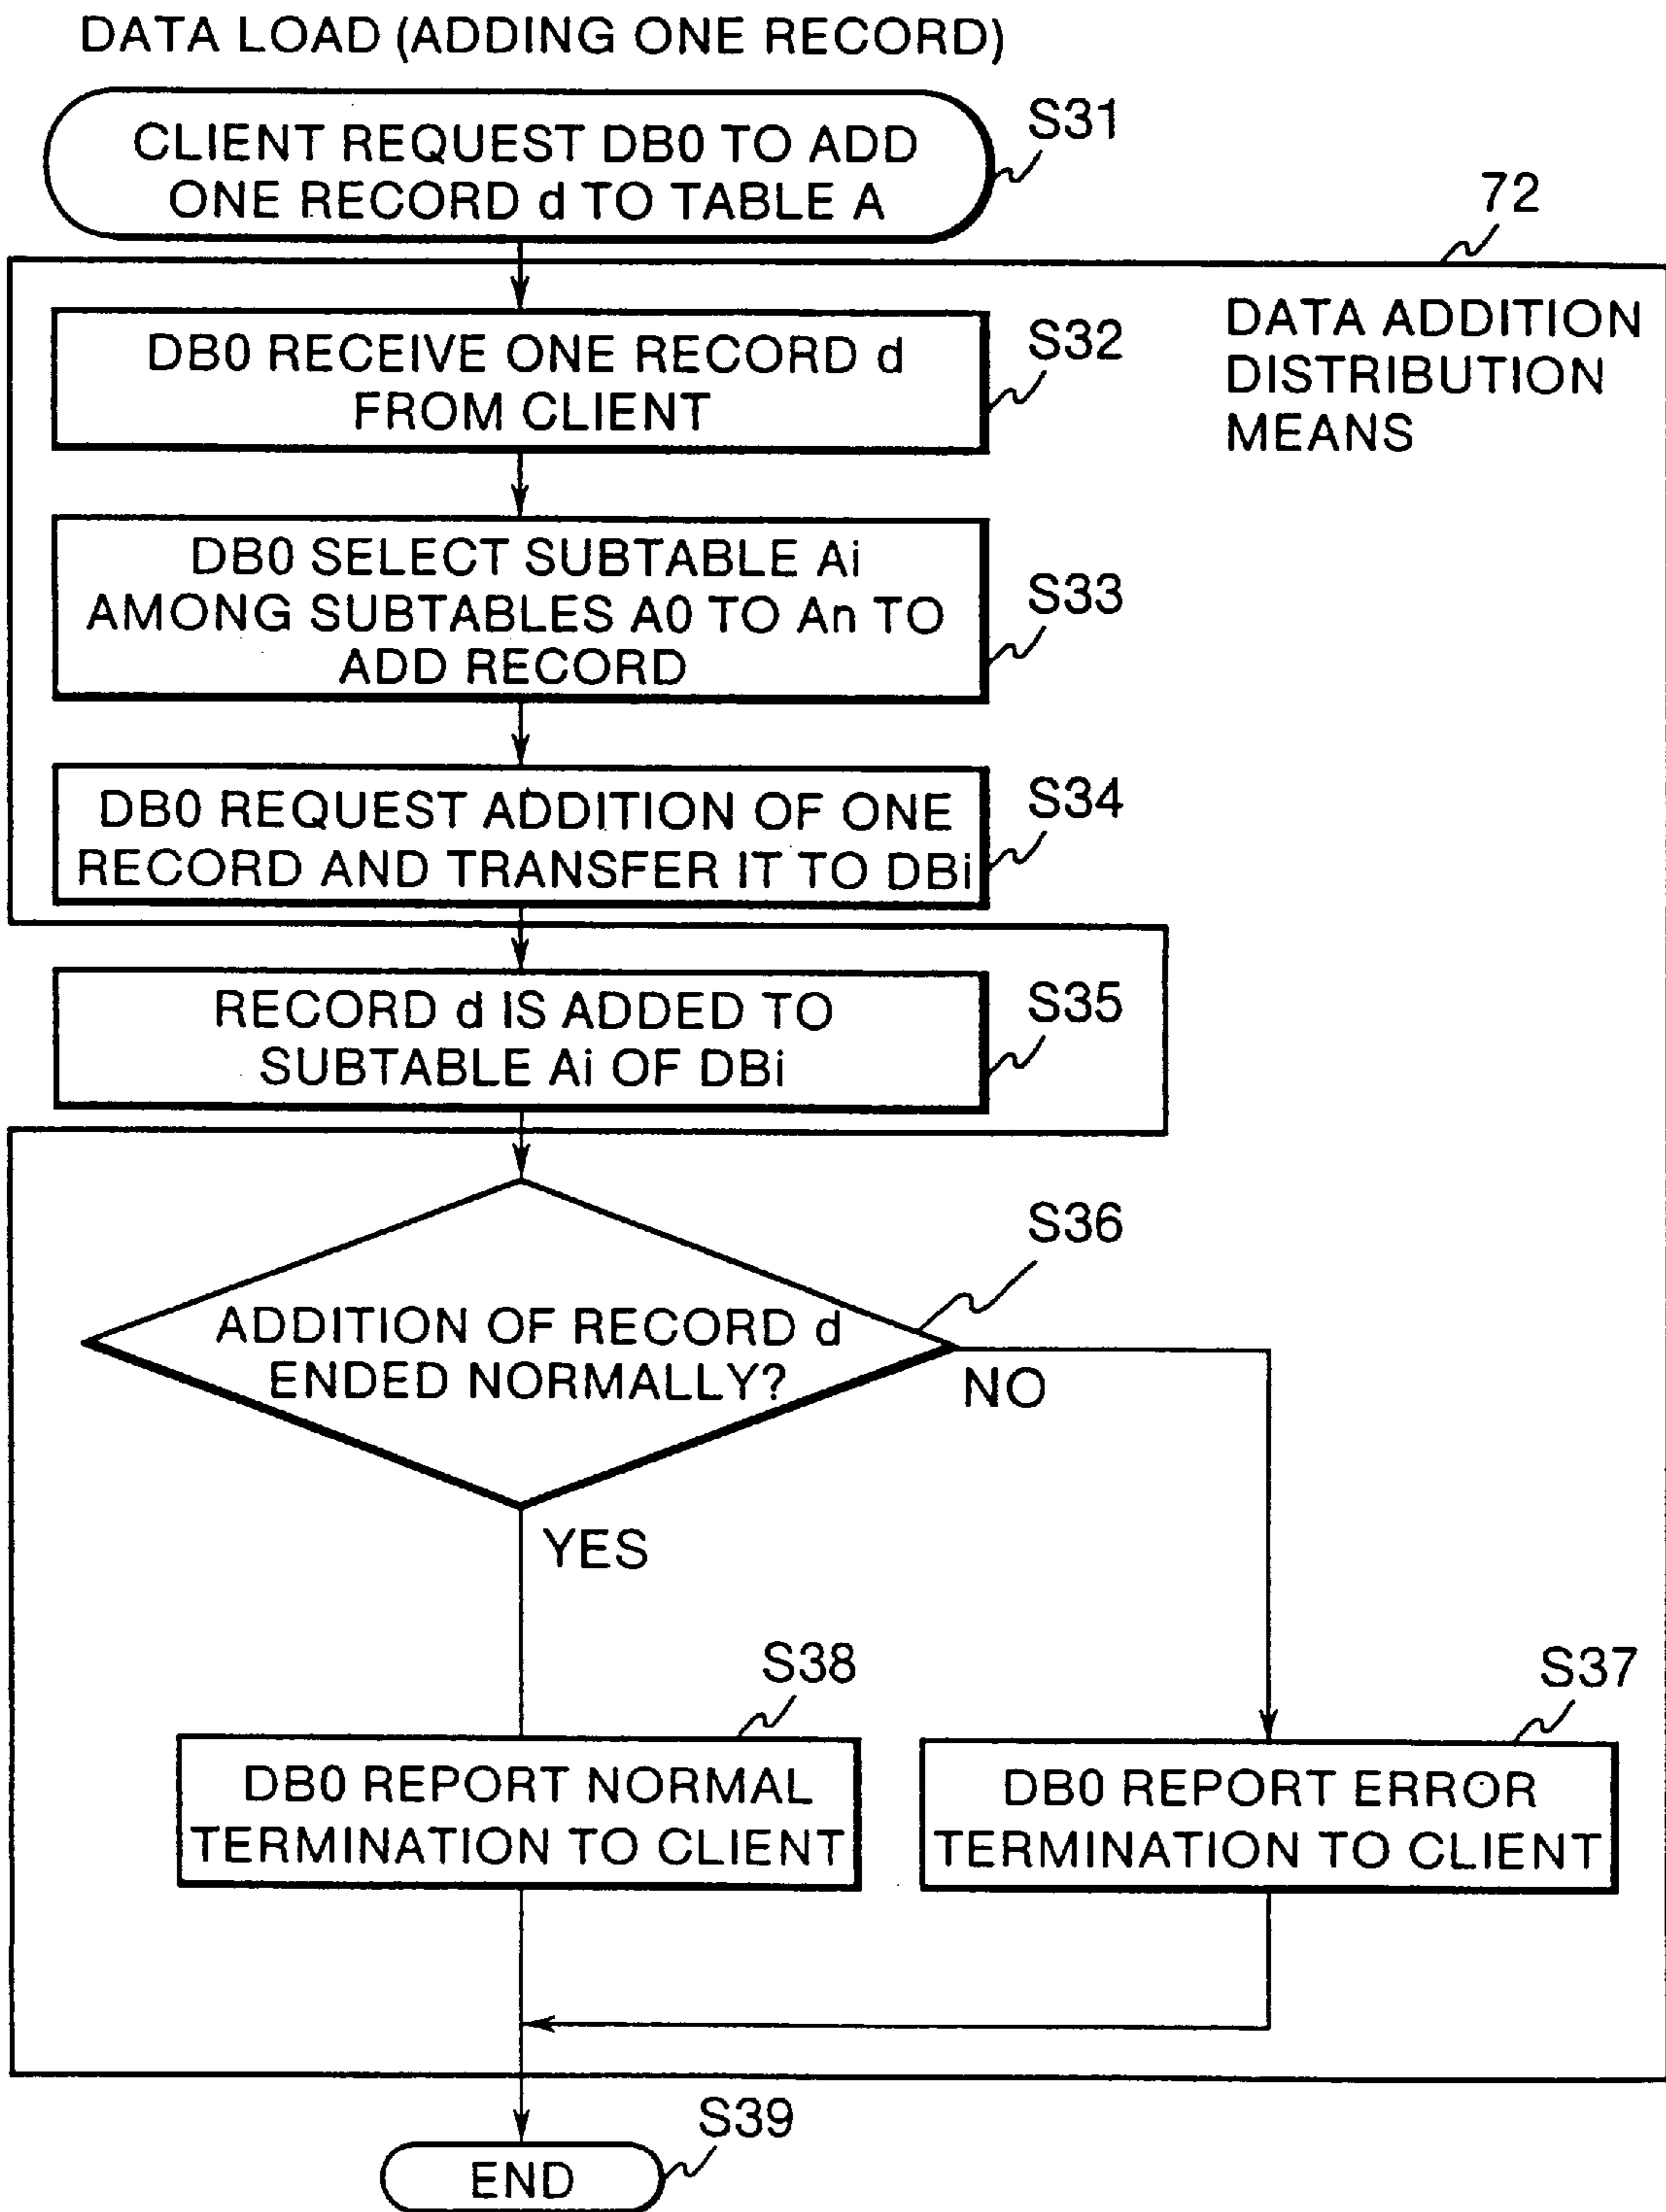 DATA LOAD (ADDING ONE RECORD)
CLIENT REQUEST DB0 TO ADD
ONE RECORD d TO TABLE A
S31
72
DATA ADDITION
DISTRIBUTION
MEANS
DB0 RECEIVE ONE RECORD d
FROM CLIENT
S32
DB0 SELECT SUBTABLE Ai
AMONG SUBTABLES A0 TO An TO
ADD RECORD
S33
DB0 REQUEST ADDITION OF ONE
RECORD AND TRANSFER IT TO DBi
S34
RECORD d IS ADDED TO
SUBTABLE Ai OF DBi
S35
S36
ADDITION OF RECORD d
ENDED NORMALLY?
NO
YES
S38
DB0 REPORT NORMAL
TERMINATION TO CLIENT
S37
DB0 REPORT ERROR
TERMINATION TO CLIENT
S39
END